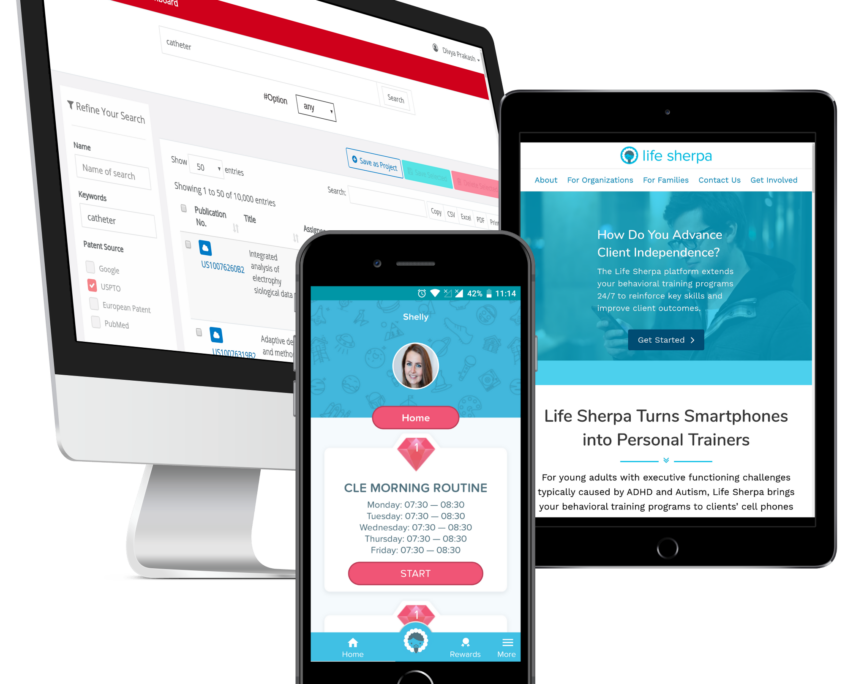 catheter
Divya Prakash
#Option
any
Search
Refine Your Search
Name
Name of search
Keywords
catheter
Patent Source
Google
USPTO
European Patent
PubMed
Show 50 entries
Save as Project
Showing 1 to 50 of 10,000 entries
Search:
Copy CSV Excel PDF
Publication No.
Title
US10076260B2
Integrated
analysis of
electrophy
siological data
US10076319B2
Adaptive
and
life sherpa
About For Organizations For Families Contact Us Get Involved
How Do You Advance
Client Independence?
The Life Sherpa platform extends
your behavioral training programs
24/7 to reinforce key skills and
improve client outcomes.
Get Started
Life Sherpa Turns Smartphones
into Personal Trainers
For young adults with executive functioning challenges
typically caused by ADHD and Autism, Life Sherpa brings
your behavioral training programs to clients' cell phones
42% 11:14
Shelly
Home
CLE MORNING ROUTINE
Monday: 07:30 — 08:30
Tuesday: 07:30 — 08:30
Wednesday: 07:30 — 08:30
Thursday: 07:30 — 08:30
Friday: 07:30 — 08:30
START
Home Rewards More